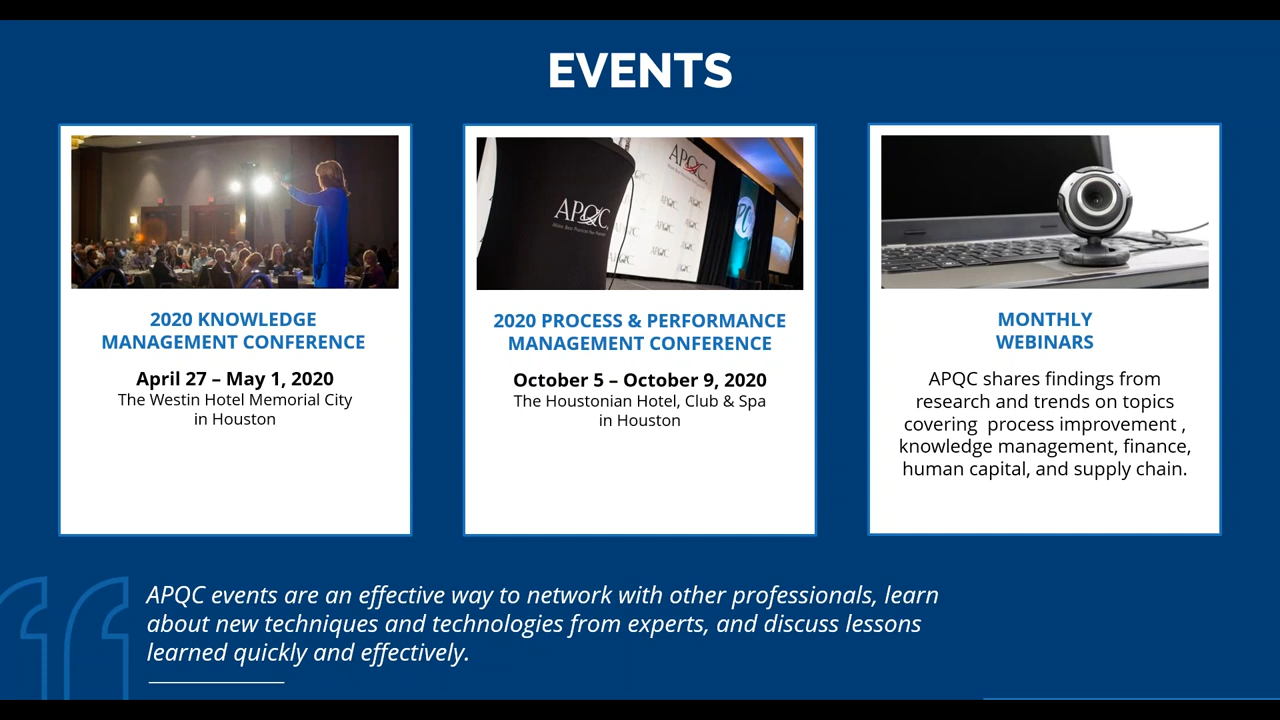 EVENTS
APQC
APQC
2020 KNOWLEDGE
MANAGEMENT CONFERENCE
April 27 – May 1, 2020
The Westin Hotel Memorial City
in Houston
2020 PROCESS & PERFORMANCE
MANAGEMENT CONFERENCE
October 5 – October 9, 2020
The Houstonian Hotel, Club & Spa
in Houston
MONTHLY
WEBINARS
APQC shares findings from
research and trends on topics
covering  process improvement ,
knowledge management, finance,
human capital, and supply chain.
APQC events are an effective way to network with other professionals, learn
about new techniques and technologies from experts, and discuss lessons
learned quickly and effectively.